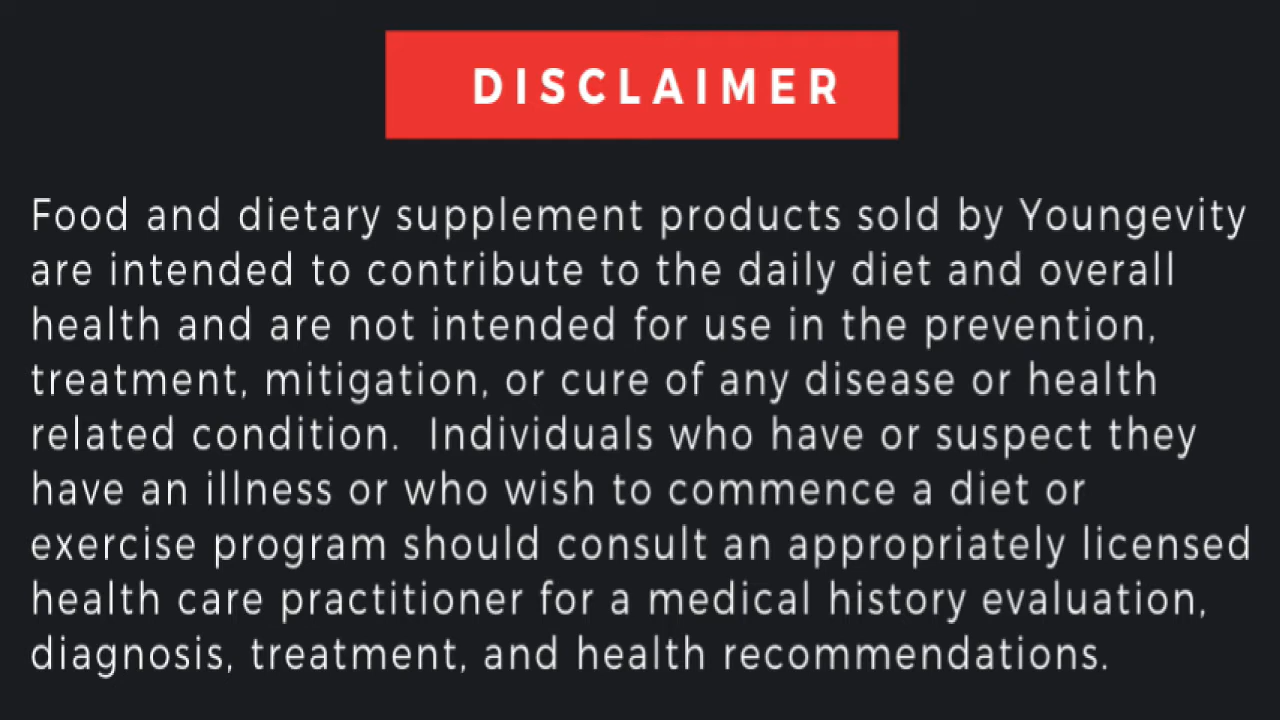 DISCLAIMER
Food and dietary supplement products sold by Youngevity
are intended to contribute to the daily diet and overall
health and are not intended for use in the prevention,
treatment, mitigation, or cure of any disease or health
related condition.  Individuals who have or suspect they
have an illness or who wish to commence a diet or
exercise program should consult an appropriately licensed
health care practitioner for a medical history evaluation,
diagnosis, treatment, and health recommendations.